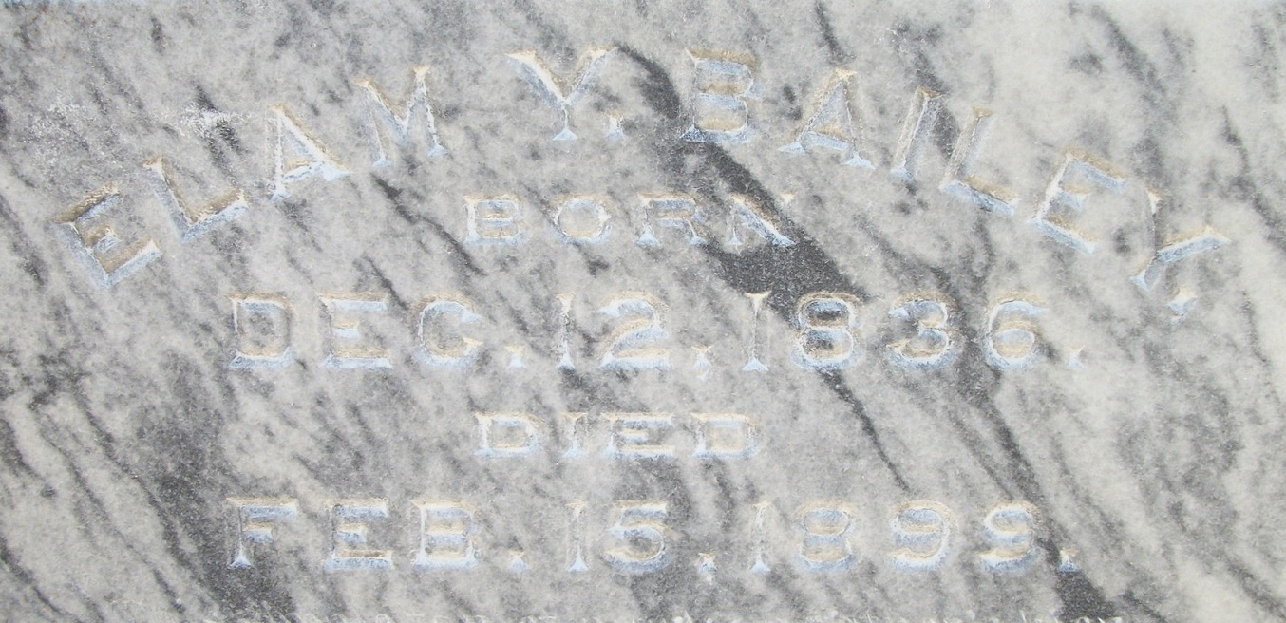 ELAM Y. BAILEY.
BORN
DEC. 12, 1836.
DIED
FEB. 15, 1899.